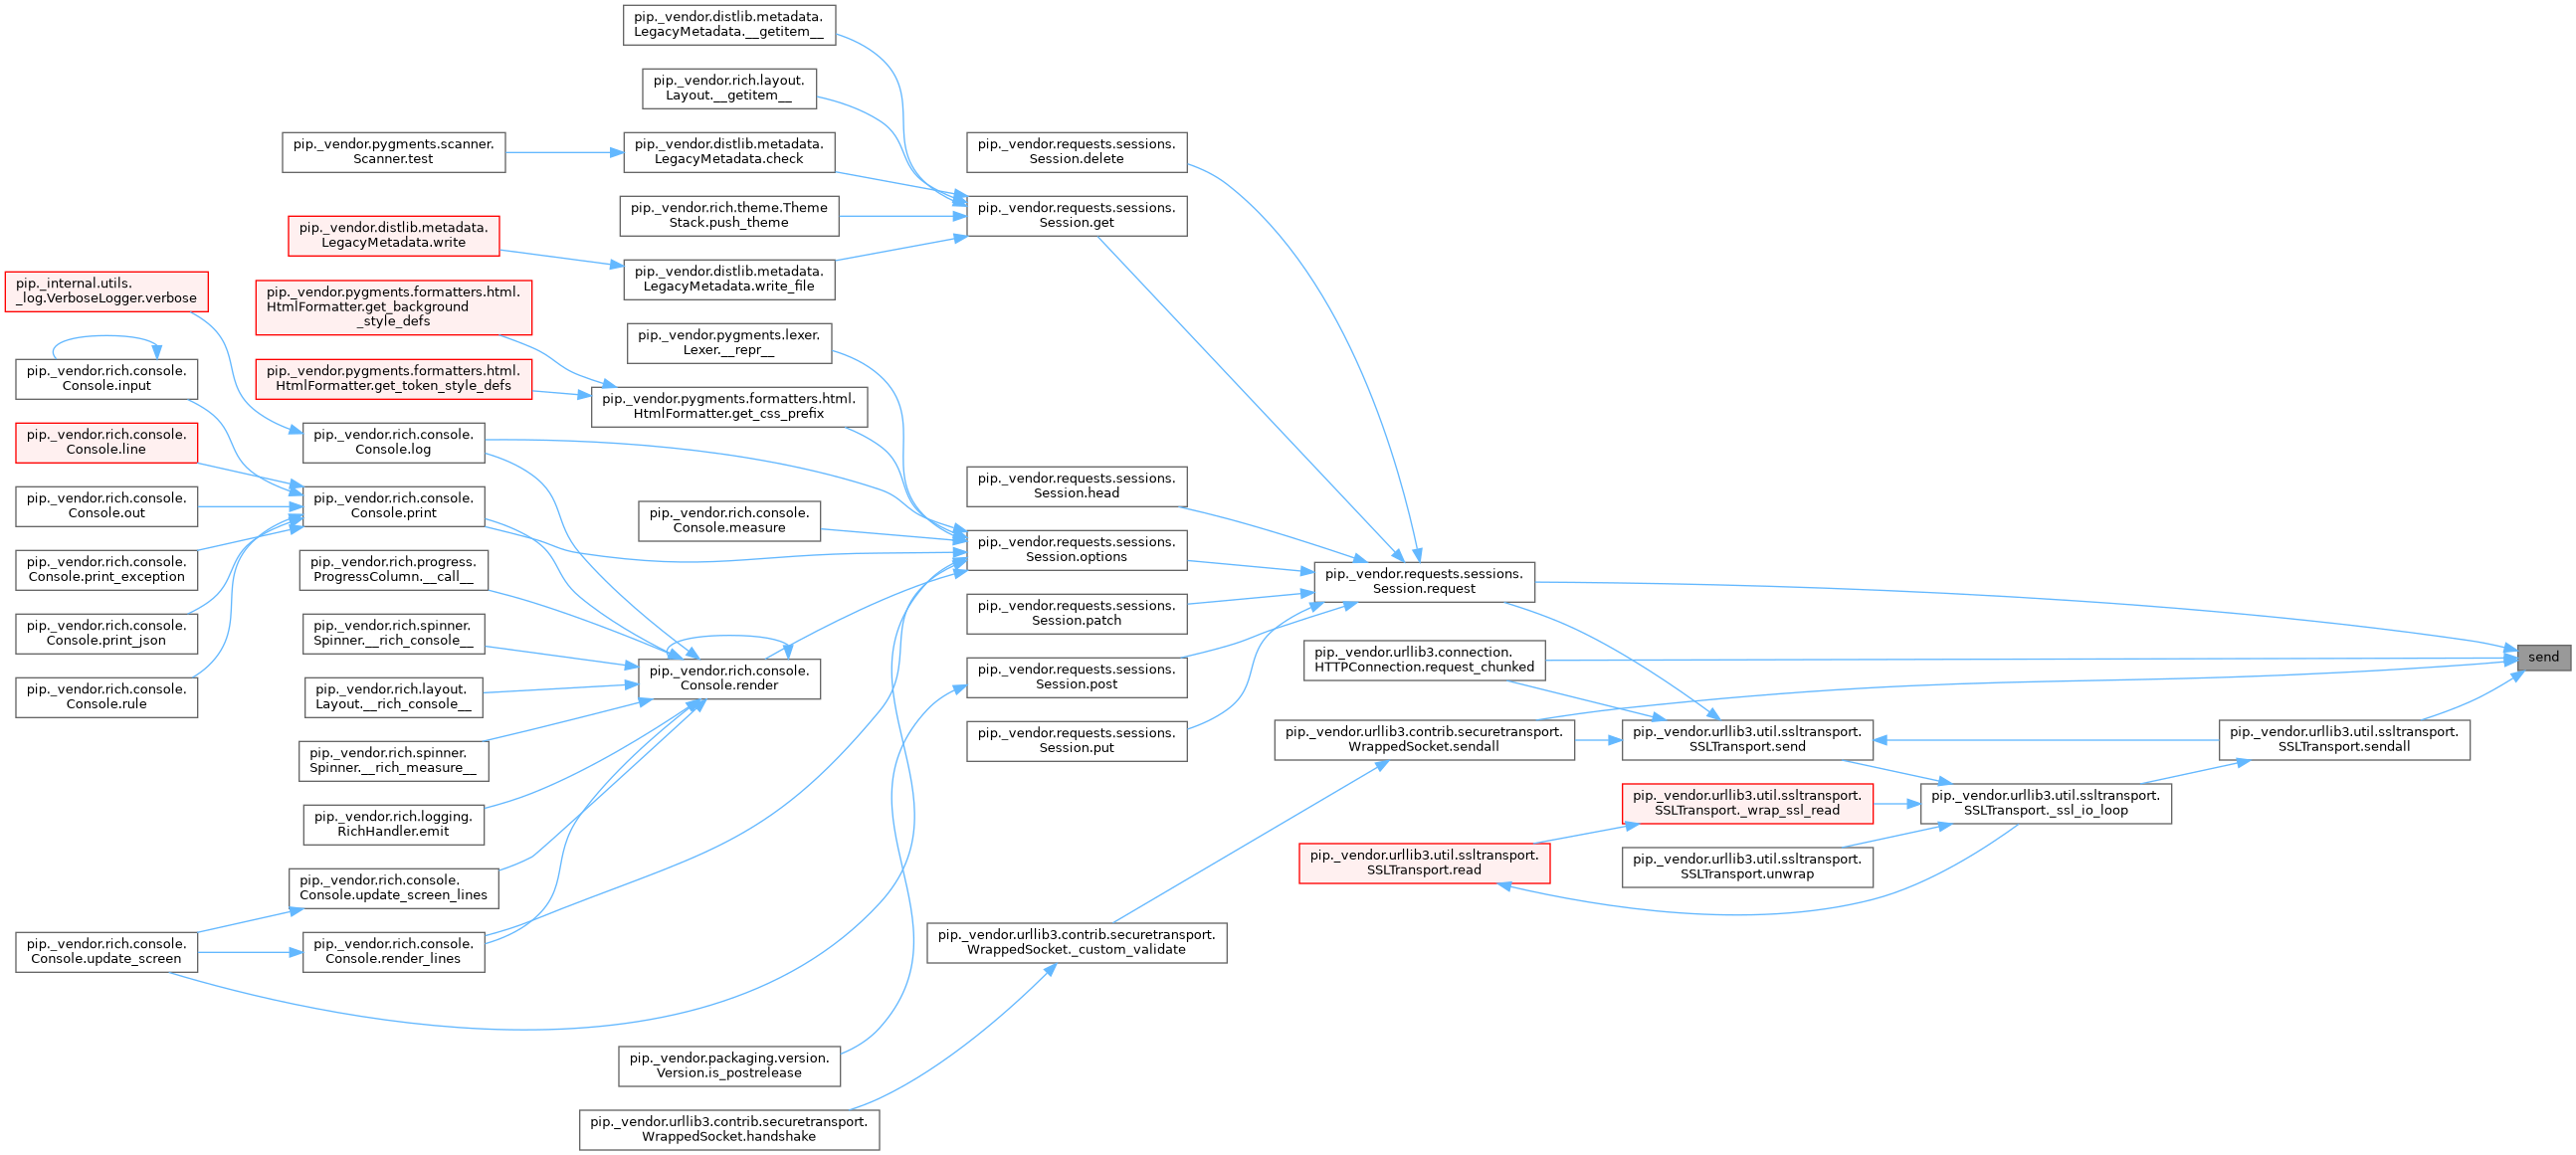 pip._vendor.distlib.metadata.
LegacyMetadata.__getitem__
pip._vendor.rich.layout.
Layout.__getitem__
pip._vendor.pygments.scanner.
Scanner.test
pip._vendor.distlib.metadata.
LegacyMetadata.check
pip._vendor.requests.sessions.
Session.delete
pip._vendor.rich.theme.Theme
Stack.push_theme
pip._vendor.requests.sessions.
Session.get
pip._vendor.distlib.metadata.
LegacyMetadata.write
pip._vendor.distlib.metadata.
LegacyMetadata.write_file
pip._internal.utils.
_log.VerboseLogger.verbose
pip._vendor.pygments.formatters.html.
HtmlFormatter.get_background
_style_defs
pip._vendor.pygments.lexer.
Lexer.__repr__
pip._vendor.rich.console.
Console.input
pip._vendor.pygments.formatters.html.
HtmlFormatter.get_token_style_defs
pip._vendor.pygments.formatters.html.
HtmlFormatter.get_css_prefix
pip._vendor.rich.console.
Console.line
pip._vendor.rich.console.
Console.log
pip._vendor.requests.sessions.
Session.head
pip._vendor.rich.console.
Console.out
pip._vendor.rich.console.
Console.print
pip._vendor.rich.console.
Console.measure
pip._vendor.requests.sessions.
Session.options
pip._vendor.rich.console.
Console.print_exception
pip._vendor.rich.progress.
ProgressColumn.__call__
pip._vendor.requests.sessions.
Session.request
pip._vendor.requests.sessions.
Session.patch
pip._vendor.rich.console.
Console.print_json
pip._vendor.rich.spinner.
Spinner.__rich_console__
pip._vendor.urllib3.connection.
HTTPConnection.request_chunked
send
pip._vendor.rich.console.
Console.rule
pip._vendor.rich.layout.
Layout.__rich_console__
pip._vendor.rich.console.
Console.render
pip._vendor.requests.sessions.
Session.post
pip._vendor.rich.spinner.
Spinner.__rich_measure__
pip._vendor.requests.sessions.
Session.put
pip._vendor.urllib3.contrib.securetransport.
WrappedSocket.sendall
pip._vendor.urllib3.util.ssltransport.
SSLTransport.send
pip._vendor.urllib3.util.ssltransport.
SSLTransport.sendall
pip._vendor.rich.logging.
RichHandler.emit
pip._vendor.urllib3.util.ssltransport.
SSLTransport._wrap_ssl_read
pip._vendor.urllib3.util.ssltransport.
SSLTransport._ssl_io_loop
pip._vendor.rich.console.
Console.update_screen_lines
pip._vendor.urllib3.util.ssltransport.
SSLTransport.read
pip._vendor.urllib3.util.ssltransport.
SSLTransport.unwrap
pip._vendor.rich.console.
Console.update_screen
pip._vendor.rich.console.
Console.render_lines
pip._vendor.urllib3.contrib.securetransport.
WrappedSocket._custom_validate
pip._vendor.packaging.version.
Version.is_postrelease
pip._vendor.urllib3.contrib.securetransport.
WrappedSocket.handshake